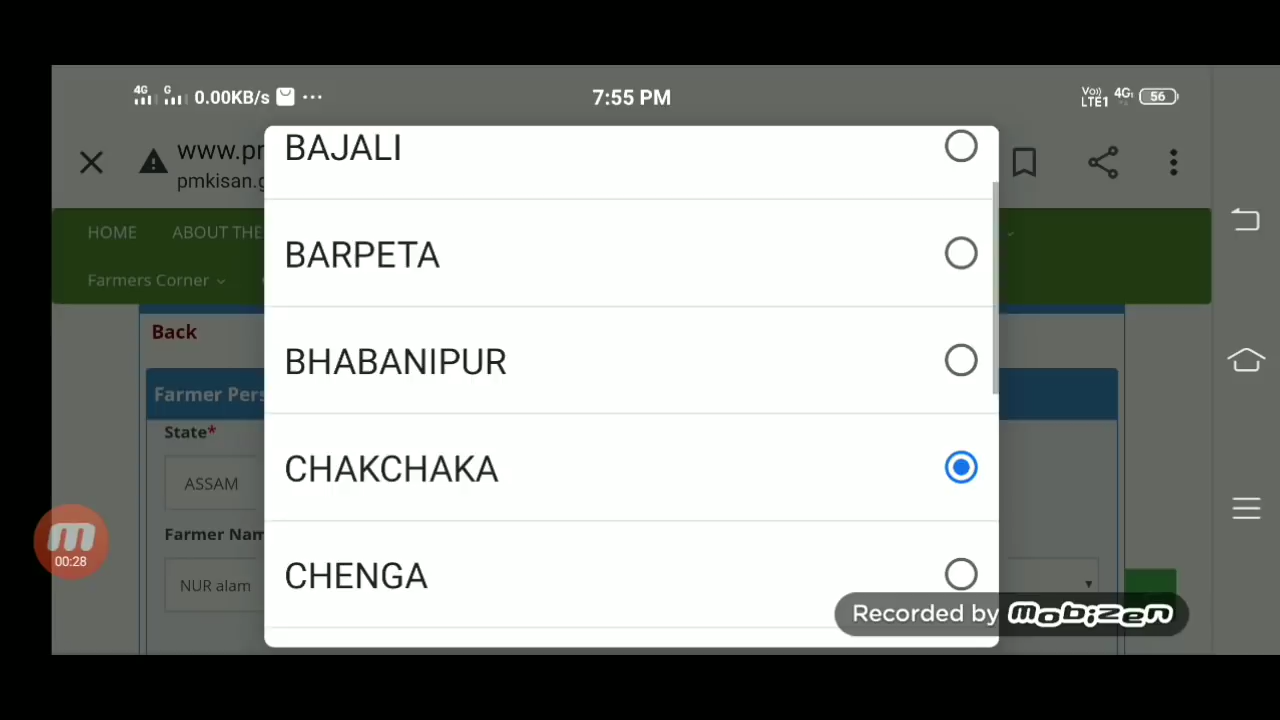 4G G 0.00KB/s ...
7:55 PM
Vo)) LTE1 4G 56
www.pr
pmkisan.g
HOME ABOUT THE
Farmers Corner
Back
Farmer Pers
State*
ASSAM
Farmer Nam
NUR alam
BAJALI
BARPETA
BHABANIPUR
CHAKCHAKA
CHENGA
00:28
Recorded by mobizen